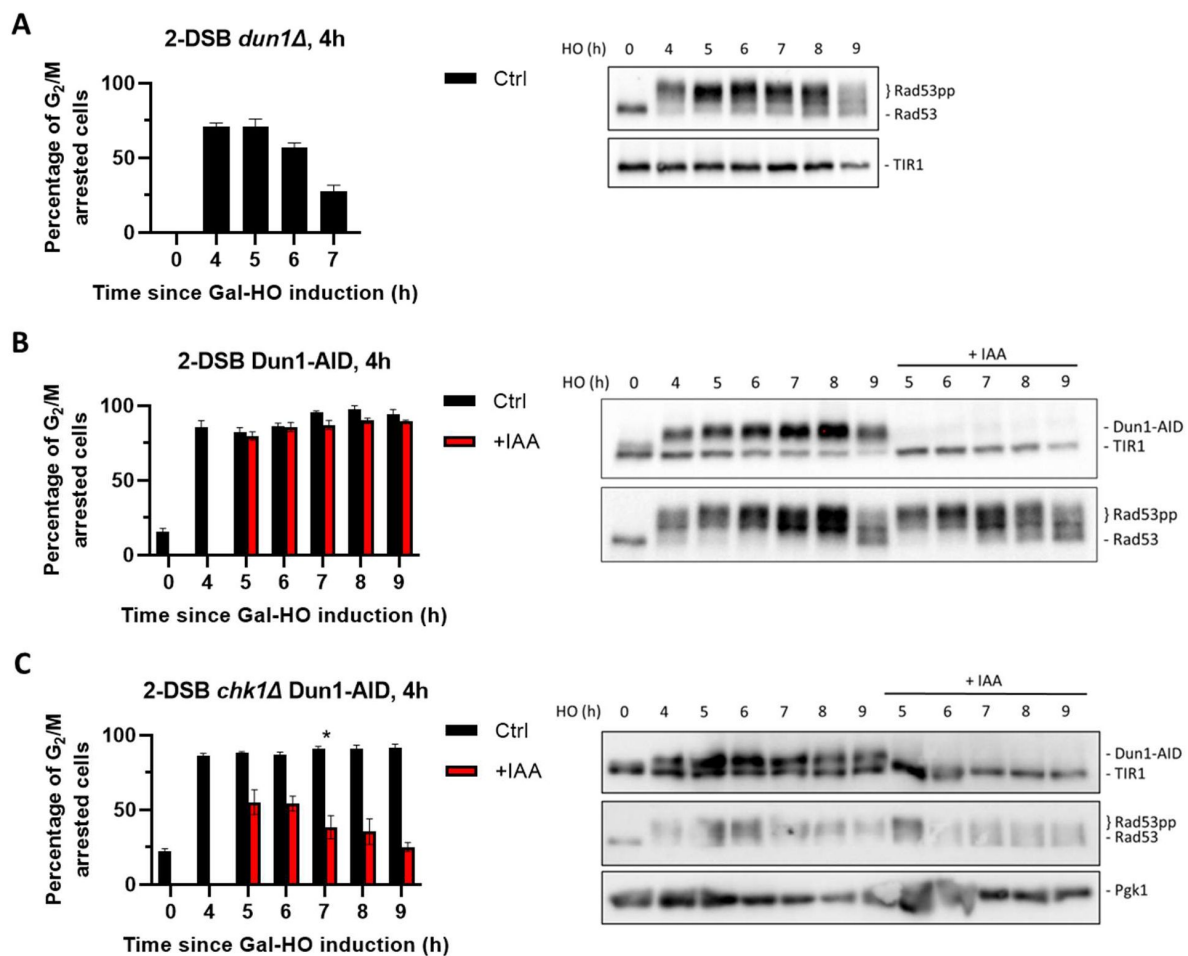 A
2-DSB dun1Δ, 4h
Percentage of G2/M
arrested cells
100
50
0
0 4 5 6 7
Time since Gal-HO induction (h)
Ctrl
HO (h) 0 4 5 6 7 8 9
} Rad53pp
- Rad53
- TIR1
B
2-DSB Dun1-AID, 4h
Percentage of G2/M
arrested cells
100
50
0
0 4 5 6 7 8 9
Time since Gal-HO induction (h)
Ctrl
+IAA
+ IAA
HO (h) 0 4 5 6 7 8 9 5 6 7 8 9
- Dun1-AID
- TIR1
} Rad53pp
- Rad53
C
2-DSB chk1Δ Dun1-AID, 4h
Percentage of G2/M
arrested cells
100
50
0
*
0 4 5 6 7 8 9
Time since Gal-HO induction (h)
Ctrl
+IAA
+ IAA
HO (h) 0 4 5 6 7 8 9 5 6 7 8 9
- Dun1-AID
- TIR1
} Rad53pp
- Rad53
- Pgk1